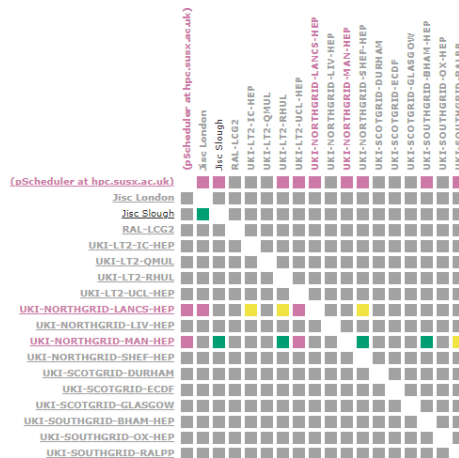 (pScheduler at hpc.susx.ac.uk)
Jisc London
Jisc Slough
RAL-LCG2
UKI-LT2-IC-HEP
UKI-LT2-QMUL
UKI-LT2-RHUL
UKI-LT2-UCL-HEP
UKI-NORTHGRID-LANCS-HEP
UKI-NORTHGRID-LIV-HEP
UKI-NORTHGRID-MAN-HEP
UKI-NORTHGRID-SHEF-HEP
UKI-SCOTGRID-DURHAM
UKI-SCOTGRID-ECDF
UKI-SCOTGRID-GLASGOW
UKI-SOUTHGRID-BHAM-HEP
UKI-SOUTHGRID-OX-HEP
UKI-SOUTHGRID-RALPP
(pScheduler at hpc.susx.ac.uk)
Jisc London
Jisc Slough
RAL-LCG2
UKI-LT2-IC-HEP
UKI-LT2-QMUL
UKI-LT2-RHUL
UKI-LT2-UCL-HEP
UKI-NORTHGRID-LANCS-HEP
UKI-NORTHGRID-LIV-HEP
UKI-NORTHGRID-MAN-HEP
UKI-NORTHGRID-SHEF-HEP
UKI-SCOTGRID-DURHAM
UKI-SCOTGRID-ECDF
UKI-SCOTGRID-GLASGOW
UKI-SOUTHGRID-BHAM-HEP
UKI-SOUTHGRID-OX-HEP
UKI-SOUTHGRID-RALPP